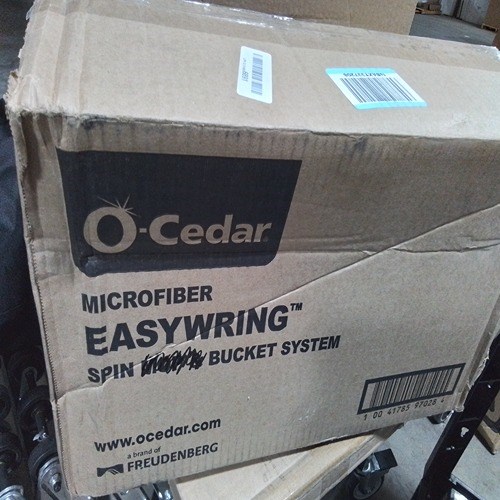 O-Cedar®
MICROFIBER
EASYWRING™
SPIN BUCKET SYSTEM
www.ocedar.com
a brand of
FREUDENBERG